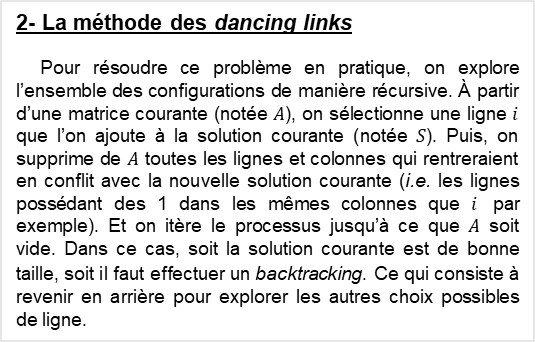 2- La méthode des dancing links
Pour résoudre ce problème en pratique, on explore
l’ensemble des configurations de manière récursive. À partir
d’une matrice courante (notée A), on sélectionne une ligne i
que l’on ajoute à la solution courante (notée S). Puis, on
supprime de A toutes les lignes et colonnes qui rentreraient
en conflit avec la nouvelle solution courante (i.e. les lignes
possédant des 1 dans les mêmes colonnes que i par
exemple). Et on itère le processus jusqu’à ce que A soit
vide. Dans ce cas, soit la solution courante est de bonne
taille, soit il faut effectuer un backtracking. Ce qui consiste à
revenir en arrière pour explorer les autres choix possibles
de ligne.